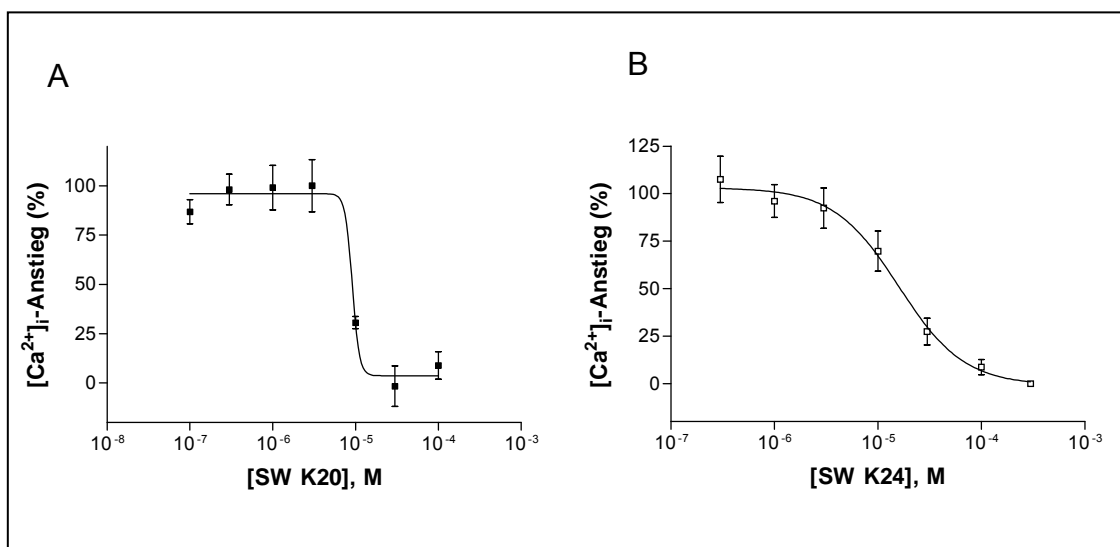 A
[Ca²⁺]ᵢ-Anstieg (%)
100
75
50
25
0
10⁻⁸ 10⁻⁷ 10⁻⁶ 10⁻⁵ 10⁻⁴ 10⁻³
[SW K20], M
B
[Ca²⁺]ᵢ-Anstieg (%)
125
100
75
50
25
0
10⁻⁷ 10⁻⁶ 10⁻⁵ 10⁻⁴ 10⁻³
[SW K24], M